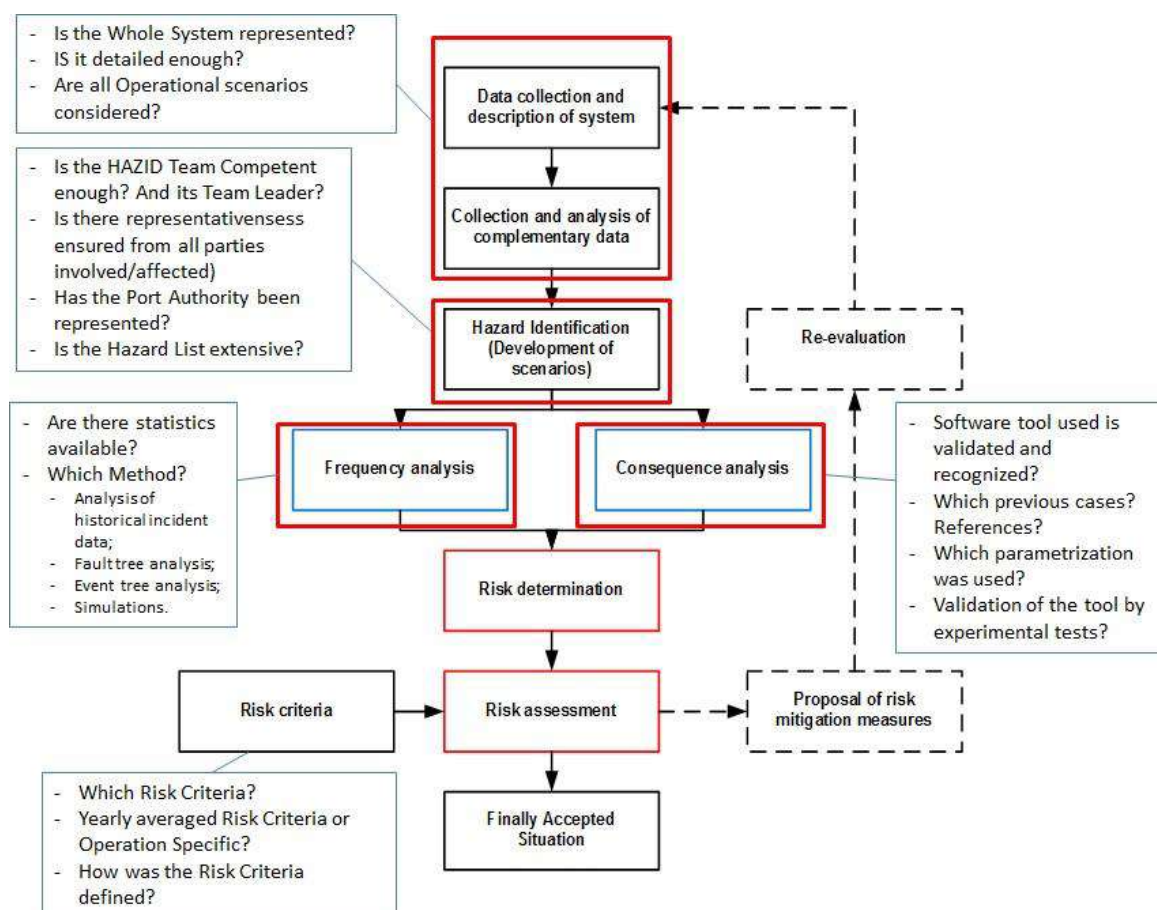 - Is the Whole System represented?
- IS it detailed enough?
- Are all Operational scenarios
considered?
Data collection and
description of system
- Is the HAZID Team Competent
enough? And its Team Leader?
- Is there representativensess
ensured from all parties
involved/affected)
- Has the Port Authority been
represented?
- Is the Hazard List extensive?
Collection and analysis of
complementary data
Hazard Identification
(Development of
scenarios)
Re-evaluation
- Are there statistics
available?
- Which Method?
- Analysis of
historical incident
data;
- Fault tree analysis;
- Event tree analysis;
- Simulations.
Frequency analysis
Consequence analysis
- Software tool used is
validated and
recognized?
- Which previous cases?
References?
- Which parametrization
was used?
- Validation of the tool by
experimental tests?
Risk determination
Risk criteria
Risk assessment
Proposal of risk
mitigation measures
- Which Risk Criteria?
- Yearly averaged Risk Criteria or
Operation Specific?
- How was the Risk Criteria
defined?
Finally Accepted
Situation